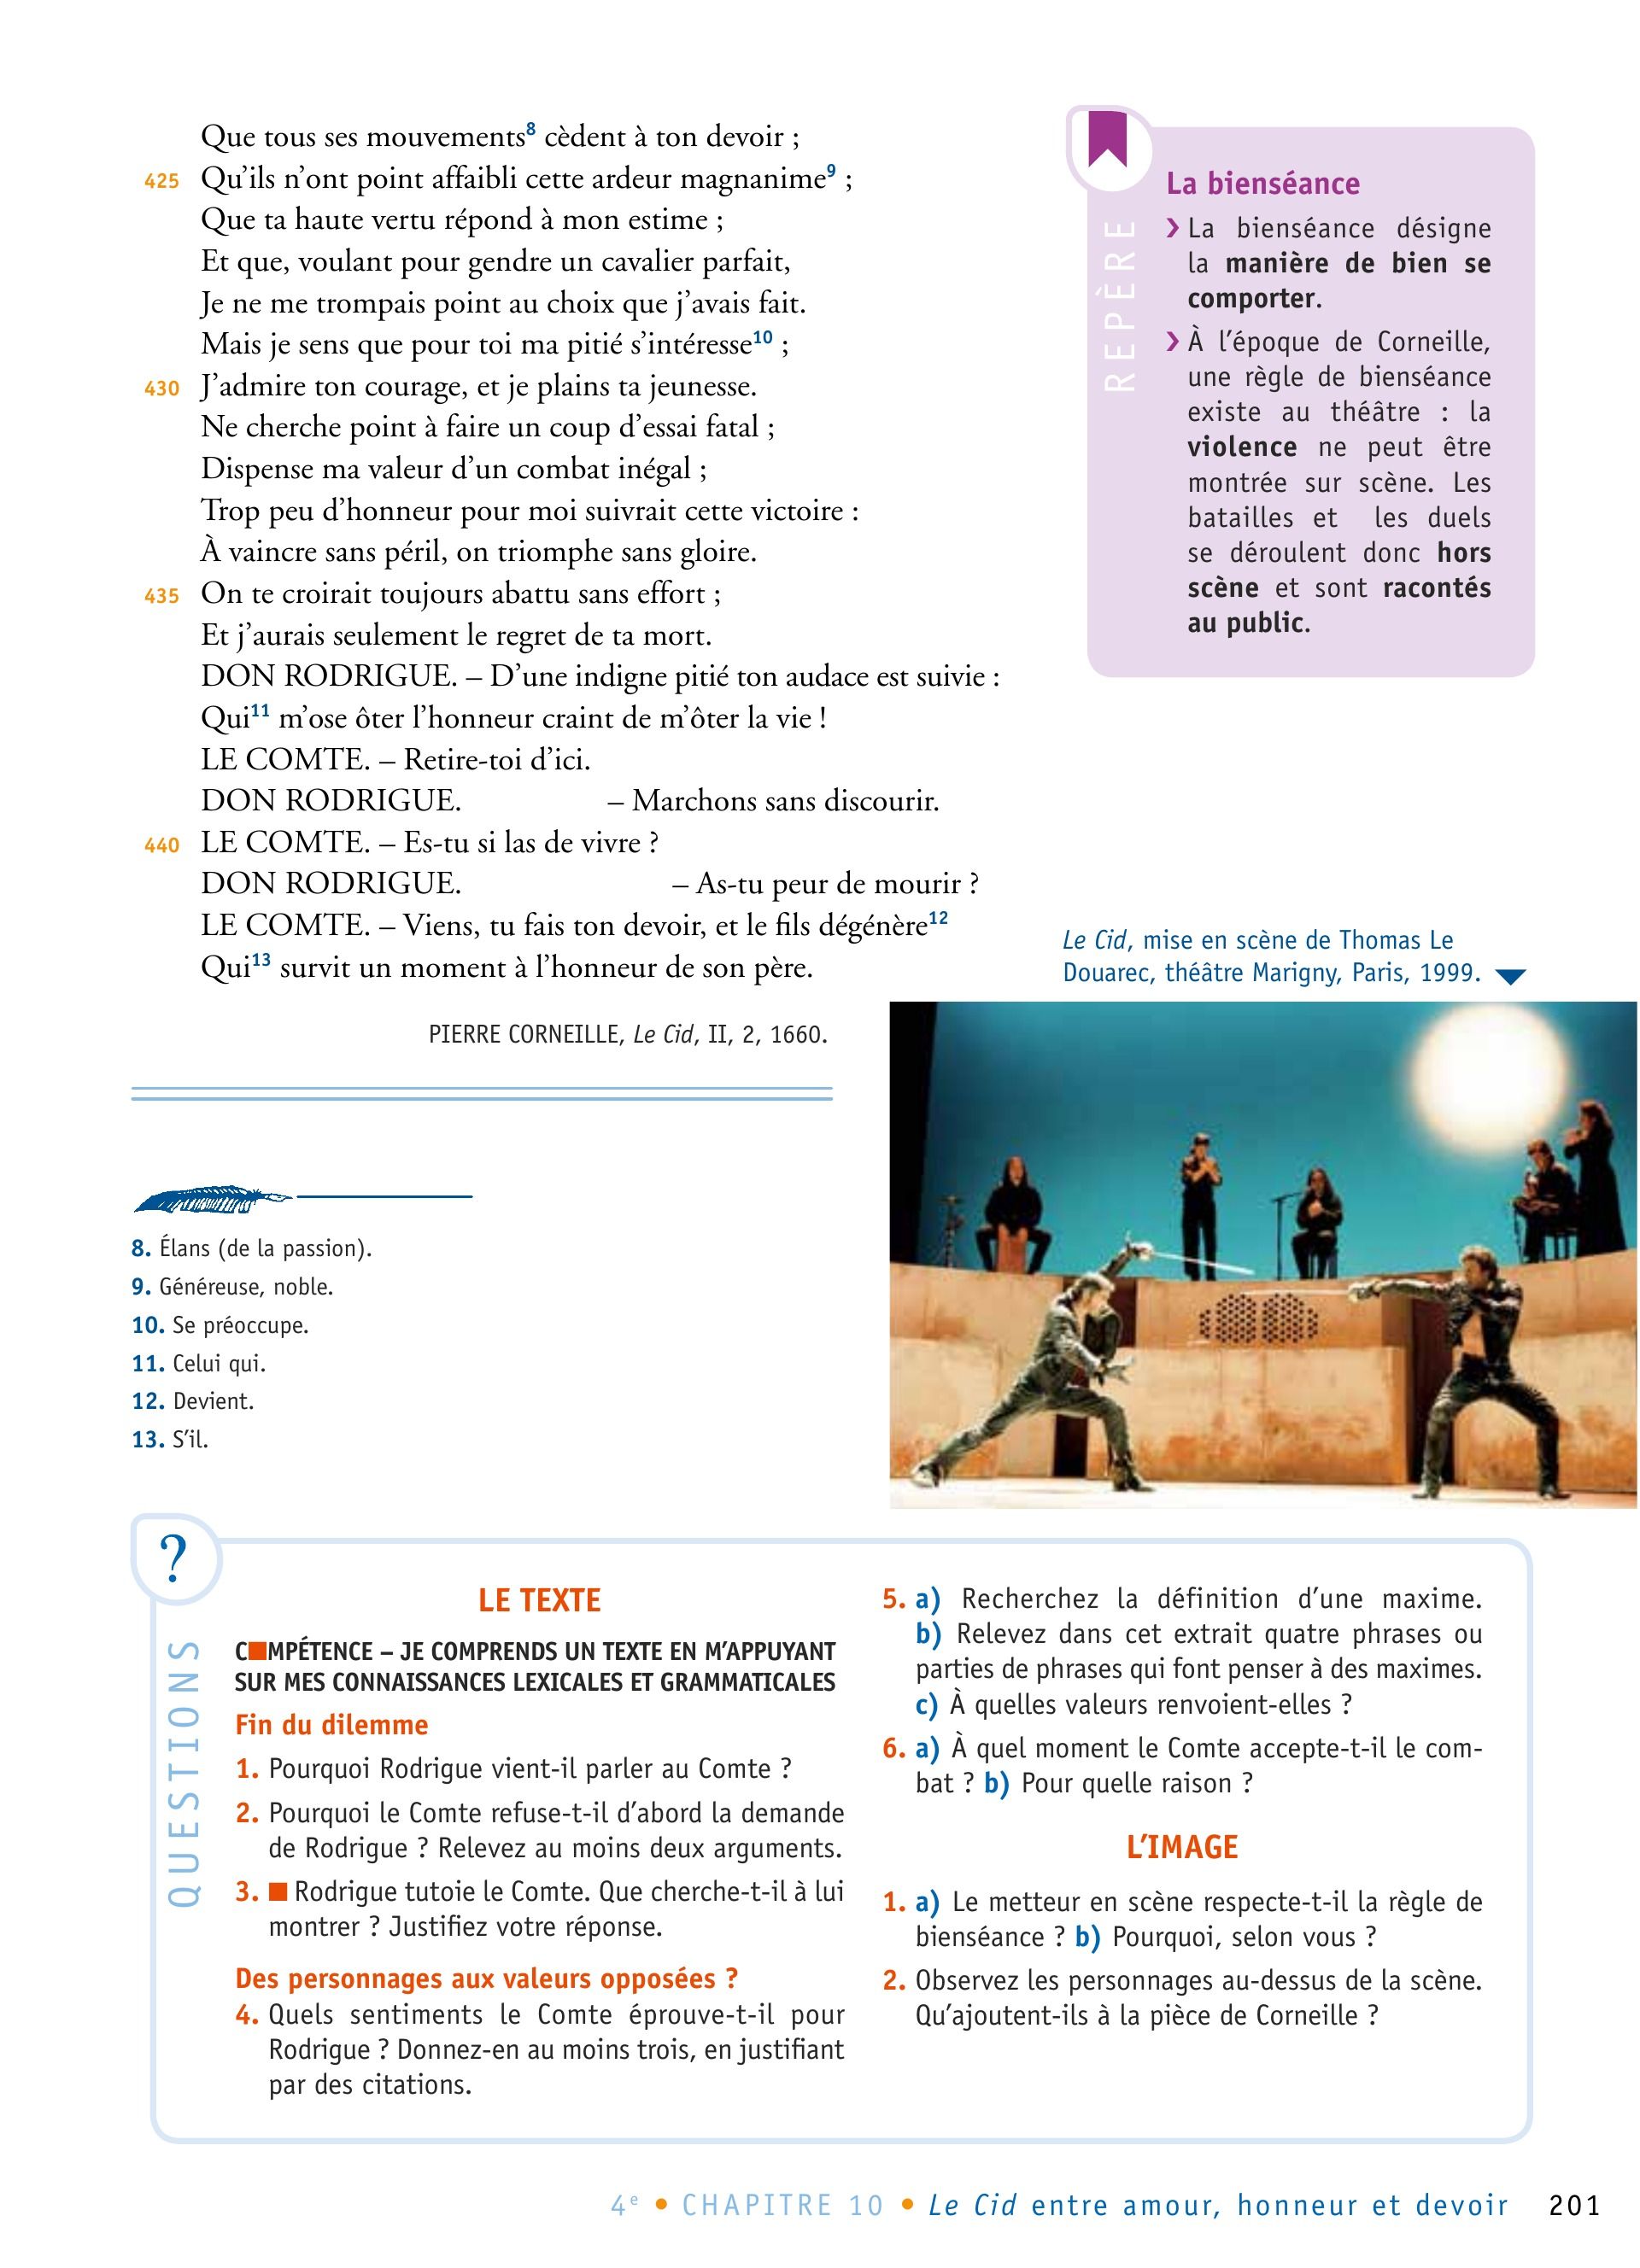 Que tous ses mouvements8 cèdent à ton devoir ;
425 Qu'ils n'ont point affaibli cette ardeur magnanime9 ;
Que ta haute vertu répond à mon estime ;
Et que, voulant pour gendre un cavalier parfait,
Je ne me trompais point au choix que j'avais fait.
Mais je sens que pour toi ma pitié s'intéresse10 ;
430 J'admire ton courage, et je plains ta jeunesse.
Ne cherche point à faire un coup d'essai fatal ;
Dispense ma valeur d'un combat inégal ;
Trop peu d'honneur pour moi suivrait cette victoire :
À vaincre sans péril, on triomphe sans gloire.
435 On te croirait toujours abattu sans effort ;
Et j'aurais seulement le regret de ta mort.
DON RODRIGUE. – D'une indigne pitié ton audace est suivie :
Qui11 m'ose ôter l'honneur craint de m'ôter la vie !
LE COMTE. – Retire-toi d'ici.
DON RODRIGUE. – Marchons sans discourir.
440 LE COMTE. – Es-tu si las de vivre ?
DON RODRIGUE. – As-tu peur de mourir ?
LE COMTE. – Viens, tu fais ton devoir, et le fils dégénère12
Qui13 survit un moment à l'honneur de son père.
PIERRE CORNEILLE, Le Cid, II, 2, 1660.
REPÈRE
La bienséance
› La bienséance désigne
la manière de bien se
comporter.
› À l'époque de Corneille,
une règle de bienséance
existe au théâtre : la
violence ne peut être
montrée sur scène. Les
batailles et les duels
se déroulent donc hors
scène et sont racontés
au public.
Le Cid, mise en scène de Thomas Le
Douarec, théâtre Marigny, Paris, 1999.
8. Élans (de la passion).
9. Généreuse, noble.
10. Se préoccupe.
11. Celui qui.
12. Devient.
13. S'il.
?
QUESTIONS
LE TEXTE
C■MPÉTENCE – JE COMPRENDS UN TEXTE EN M'APPUYANT
SUR MES CONNAISSANCES LEXICALES ET GRAMMATICALES
Fin du dilemme
1. Pourquoi Rodrigue vient-il parler au Comte ?
2. Pourquoi le Comte refuse-t-il d'abord la demande
de Rodrigue ? Relevez au moins deux arguments.
3. ■ Rodrigue tutoie le Comte. Que cherche-t-il à lui
montrer ? Justifiez votre réponse.
Des personnages aux valeurs opposées ?
4. Quels sentiments le Comte éprouve-t-il pour
Rodrigue ? Donnez-en au moins trois, en justifiant
par des citations.
5. a) Recherchez la définition d'une maxime.
b) Relevez dans cet extrait quatre phrases ou
parties de phrases qui font penser à des maximes.
c) À quelles valeurs renvoient-elles ?
6. a) À quel moment le Comte accepte-t-il le com-
bat ? b) Pour quelle raison ?
L'IMAGE
1. a) Le metteur en scène respecte-t-il la règle de
bienséance ? b) Pourquoi, selon vous ?
2. Observez les personnages au-dessus de la scène.
Qu'ajoutent-ils à la pièce de Corneille ?
4e • CHAPITRE 10 • Le Cid entre amour, honneur et devoir 201